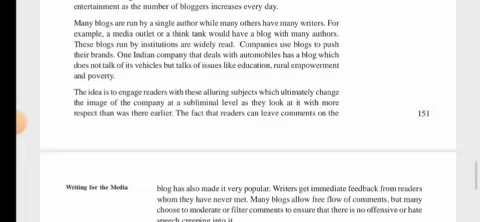 entertainment as the number of bloggers increases every day.
Many blogs are run by a single author while many others have many writers. For
example, a media outlet or a think tank would have a blog with many authors.
These blogs run by institutions are widely read. Companies use blogs to push
their brands. One Indian company that deals with automobiles has a blog which
does not talk of its vehicles but talks of issues like education, rural empowerment
and poverty.
The idea is to engage readers with these alluring subjects which ultimately change
the image of the company at a subliminal level as they look at it with more
respect than was there earlier. The fact that readers can leave comments on the
151
Writing for the Media
blog has also made it very popular. Writers get immediate feedback from readers
whom they have never met. Many blogs allow free flow of comments, but many
choose to moderate or filter comments to ensure that there is no offensive or hate
speech creeping into it.